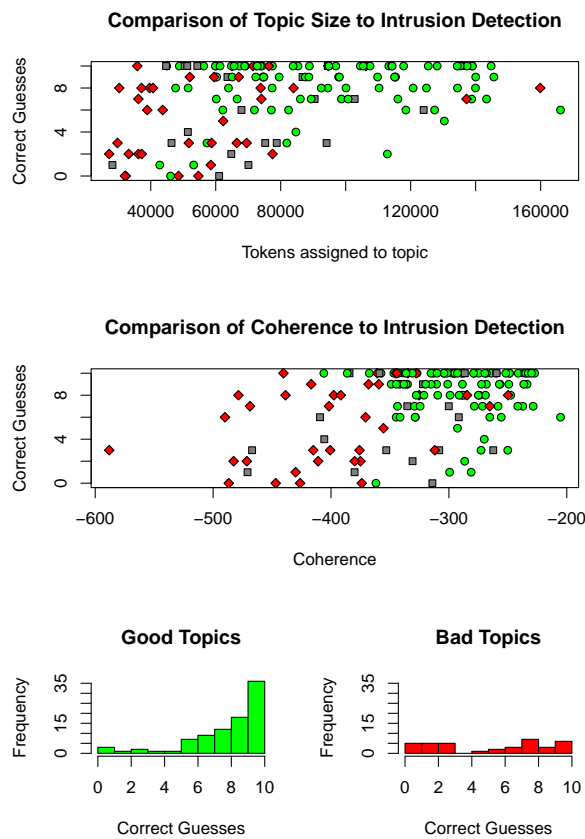 Comparison of Topic Size to Intrusion Detection
Correct Guesses
0 4 8
40000 60000 80000 120000 160000
Tokens assigned to topic
Comparison of Coherence to Intrusion Detection
Correct Guesses
0 4 8
−600 −500 −400 −300 −200
Coherence
Good Topics Bad Topics
Frequency Frequency
0 15 35 0 15 35
0 2 4 6 8 10 0 2 4 6 8 10
Correct Guesses Correct Guesses